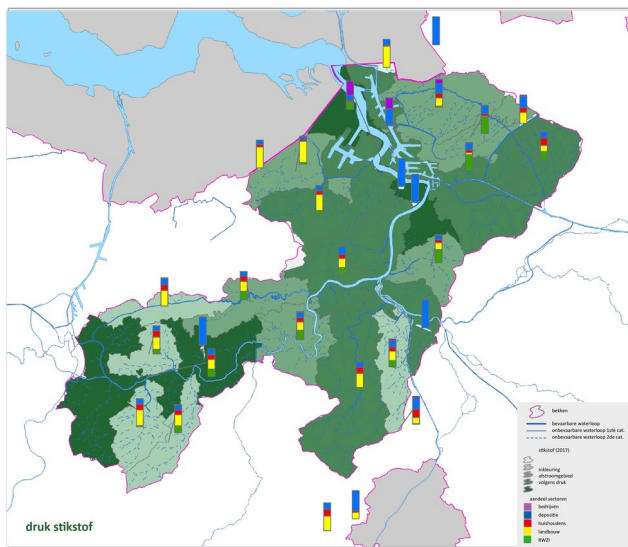 bekken
bevaarbare waterloop
onbevaarbare waterloop 1ste cat.
onbevaarbare waterloop 2de cat.
stikstof (2017)
inkleuring
afstroomgebied
volgens druk
aandeel sectoren
bedrijven
depositie
huishoudens
landbouw
RWZI
druk stikstof